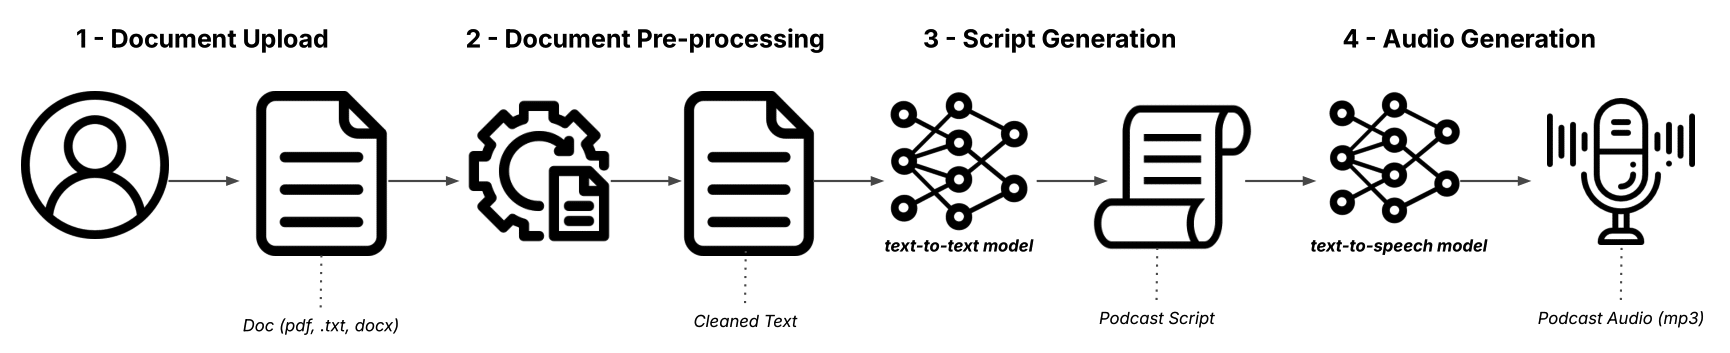 1 - Document Upload
2 - Document Pre-processing
3 - Script Generation
4 - Audio Generation
text-to-text model
text-to-speech model
Doc (pdf, .txt, docx)
Cleaned Text
Podcast Script
Podcast Audio (mp3)